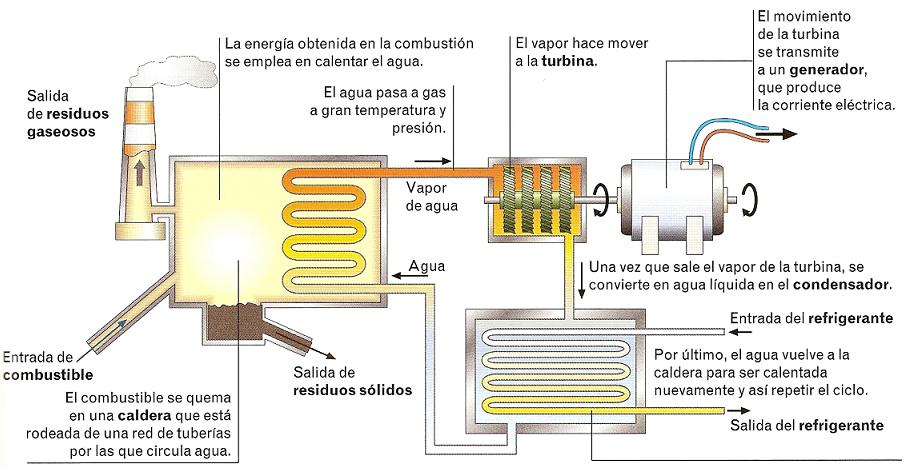 La energía obtenida en la combustión
se emplea en calentar el agua.
El vapor hace mover
a la turbina.
El movimiento
de la turbina
se transmite
a un generador,
que produce
la corriente eléctrica.
Salida
de residuos
gaseosos
El agua pasa a gas
a gran temperatura y
presión.
Vapor
de agua
Agua
Una vez que sale el vapor de la turbina, se
convierte en agua líquida en el condensador.
Entrada del refrigerante
Por último, el agua vuelve a la
caldera para ser calentada
nuevamente y así repetir el ciclo.
Salida del refrigerante
Entrada de
combustible
Salida de
residuos sólidos
El combustible se quema
en una caldera que está
rodeada de una red de tuberías
por las que circula agua.